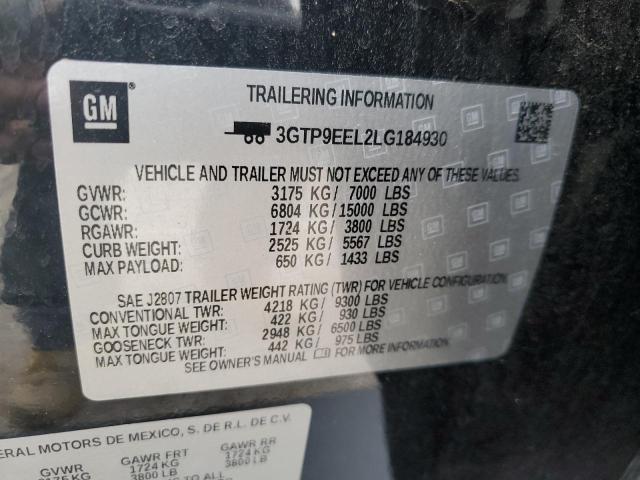 GM
TRAILERING INFORMATION
3GTP9EEL2LG184930
VEHICLE AND TRAILER MUST NOT EXCEED ANY OF THESE VALUES.
GVWR: 3175 KG/ 7000 LBS
GCWR: 6804 KG/15000 LBS
RGAWR: 1724 KG/ 3800 LBS
CURB WEIGHT: 2525 KG/ 5567 LBS
MAX PAYLOAD: 650 KG/ 1433 LBS
SAE J2807 TRAILER WEIGHT RATING (TWR) FOR VEHICLE CONFIGURATION.
CONVENTIONAL TWR: 4218 KG/ 9300 LBS
MAX TONGUE WEIGHT: 422 KG/ 930 LBS
GOOSENECK TWR: 2948 KG/ 6500 LBS
MAX TONGUE WEIGHT: 442 KG/ 975 LBS
SEE OWNER'S MANUAL FOR MORE INFORMATION.
MOTORS DE MEXICO, S. DE R.L. DE C.V.
GVWR GAWR FRT GAWR RR
1724 KG 1724 KG
3800 LB 3800 LB